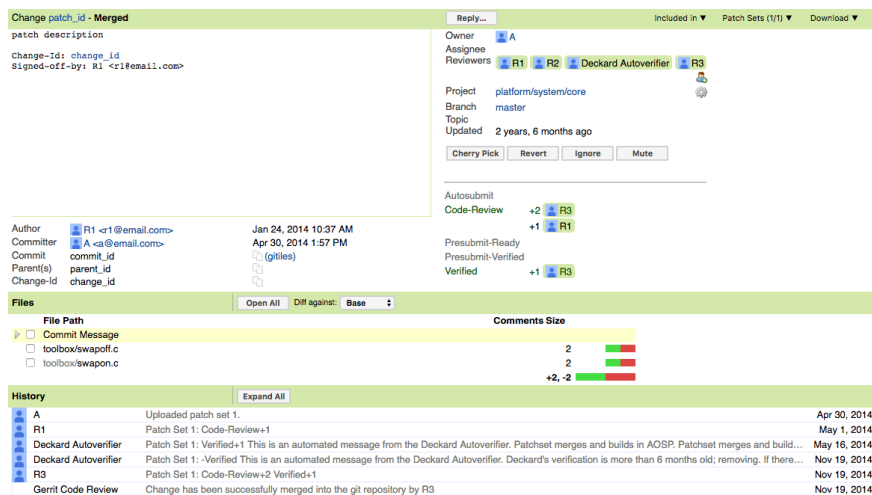 Change patch_id - Merged
Reply...
Included in ▼ Patch Sets (1/1) ▼ Download ▼
patch description
Change-Id: change_id
Signed-off-by: R1 <r1@email.com>
Owner A
Assignee
Reviewers R1 R2 Deckard Autoverifier R3
Project platform/system/core
Branch master
Topic
Updated 2 years, 6 months ago
Cherry Pick Revert Ignore Mute
Autosubmit
Code-Review +2 R3
+1 R1
Presubmit-Ready
Presubmit-Verified
Verified +1 R3
Author R1 <r1@email.com> Jan 24, 2014 10:37 AM
Committer A <a@email.com> Apr 30, 2014 1:57 PM
Commit commit_id (gitiles)
Parent(s) parent_id
Change-Id change_id
Files Open All Diff against: Base
File Path Comments Size
Commit Message
toolbox/swapoff.c 2
toolbox/swapon.c 2
+2, -2
History Expand All
A Uploaded patch set 1. Apr 30, 2014
R1 Patch Set 1: Code-Review+1 May 1, 2014
Deckard Autoverifier Patch Set 1: Verified+1 This is an automated message from the Deckard Autoverifier. Patchset merges and builds in AOSP. Patchset merges and build... May 16, 2014
Deckard Autoverifier Patch Set 1: -Verified This is an automated message from the Deckard Autoverifier. Deckard's verification is more than 6 months old; removing. If there... Nov 19, 2014
R3 Patch Set 1: Code-Review+2 Verified+1 Nov 19, 2014
Gerrit Code Review Change has been successfully merged into the git repository by R3 Nov 19, 2014